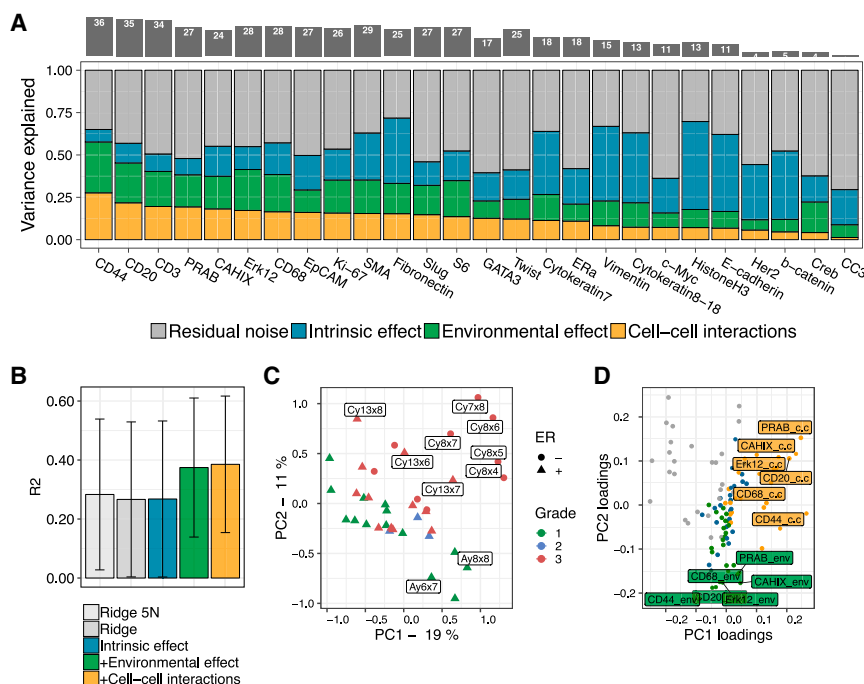 A
36 35 34 27 24 28 27 26 29 25 27 27 17 25 18 18 15 13 11 13 11
Variance explained
1.00
0.75
0.50
0.25
0.00
CD44 CD20 CD3 PRAB CAHIX Erk12 CD68 EpCAM Ki-67 SMA Fibronectin Slug S6 GATA3 Twist Cytokeratin7 ERa Vimentin Cytokeratin8-18 c-Myc HistoneH3 E-cadherin Her2 b-catenin Creb CC3
Residual noise Intrinsic effect Environmental effect Cell-cell interactions
B
R2
0.60
0.40
0.20
0.00
Ridge 5N
Ridge
Intrinsic effect
+Environmental effect
+Cell-cell interactions
C
PC2 - 11 %
1.0
0.5
0.0
-0.5
-1.0
Cy13x8
Cy7x8
Cy8x6
Cy8x7
Cy13x6
Cy8x5
Cy8x4
Cy13x7
Ay8x8
Ay6x7
-1.0 -0.5 0.0 0.5 1.0
PC1 - 19 %
ER
-
+
Grade
1
2
3
D
PC2 loadings
0.2
0.1
0.0
-0.1
-0.2
PRAB_c.c
CAHIX_c.c
Erk12_c.c
CD20_c.c
CD68_c.c
CD44_c.c
PRAB_env
CD68_env
CAHIX_env
CD44_env
Erk12_env
-0.2 -0.1 0.0 0.1 0.2
PC1 loadings